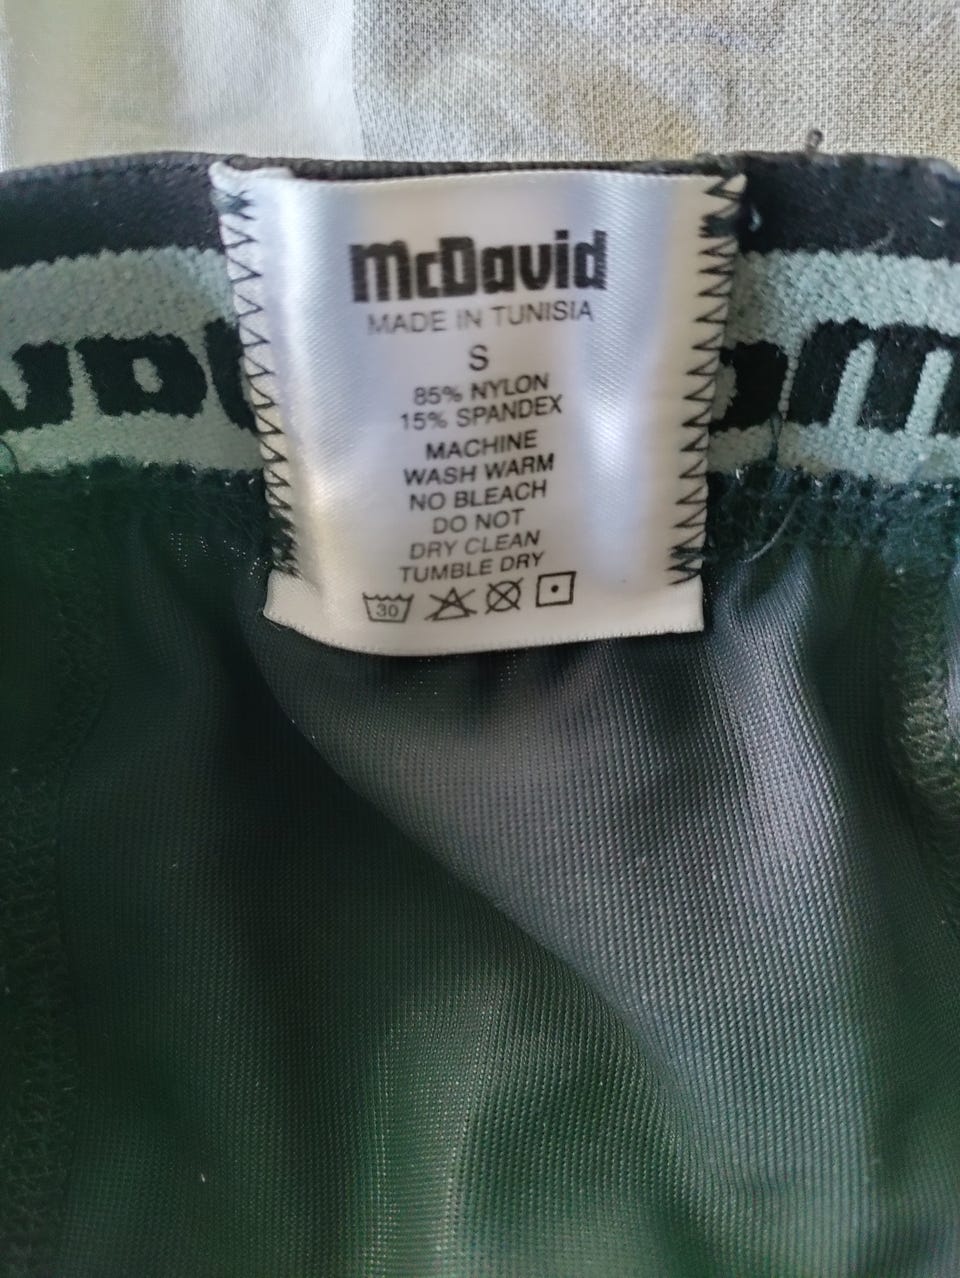 McDavid
MADE IN TUNISIA
S
85% NYLON
15% SPANDEX
MACHINE
WASH WARM
NO BLEACH
DO NOT
DRY CLEAN
TUMBLE DRY
30